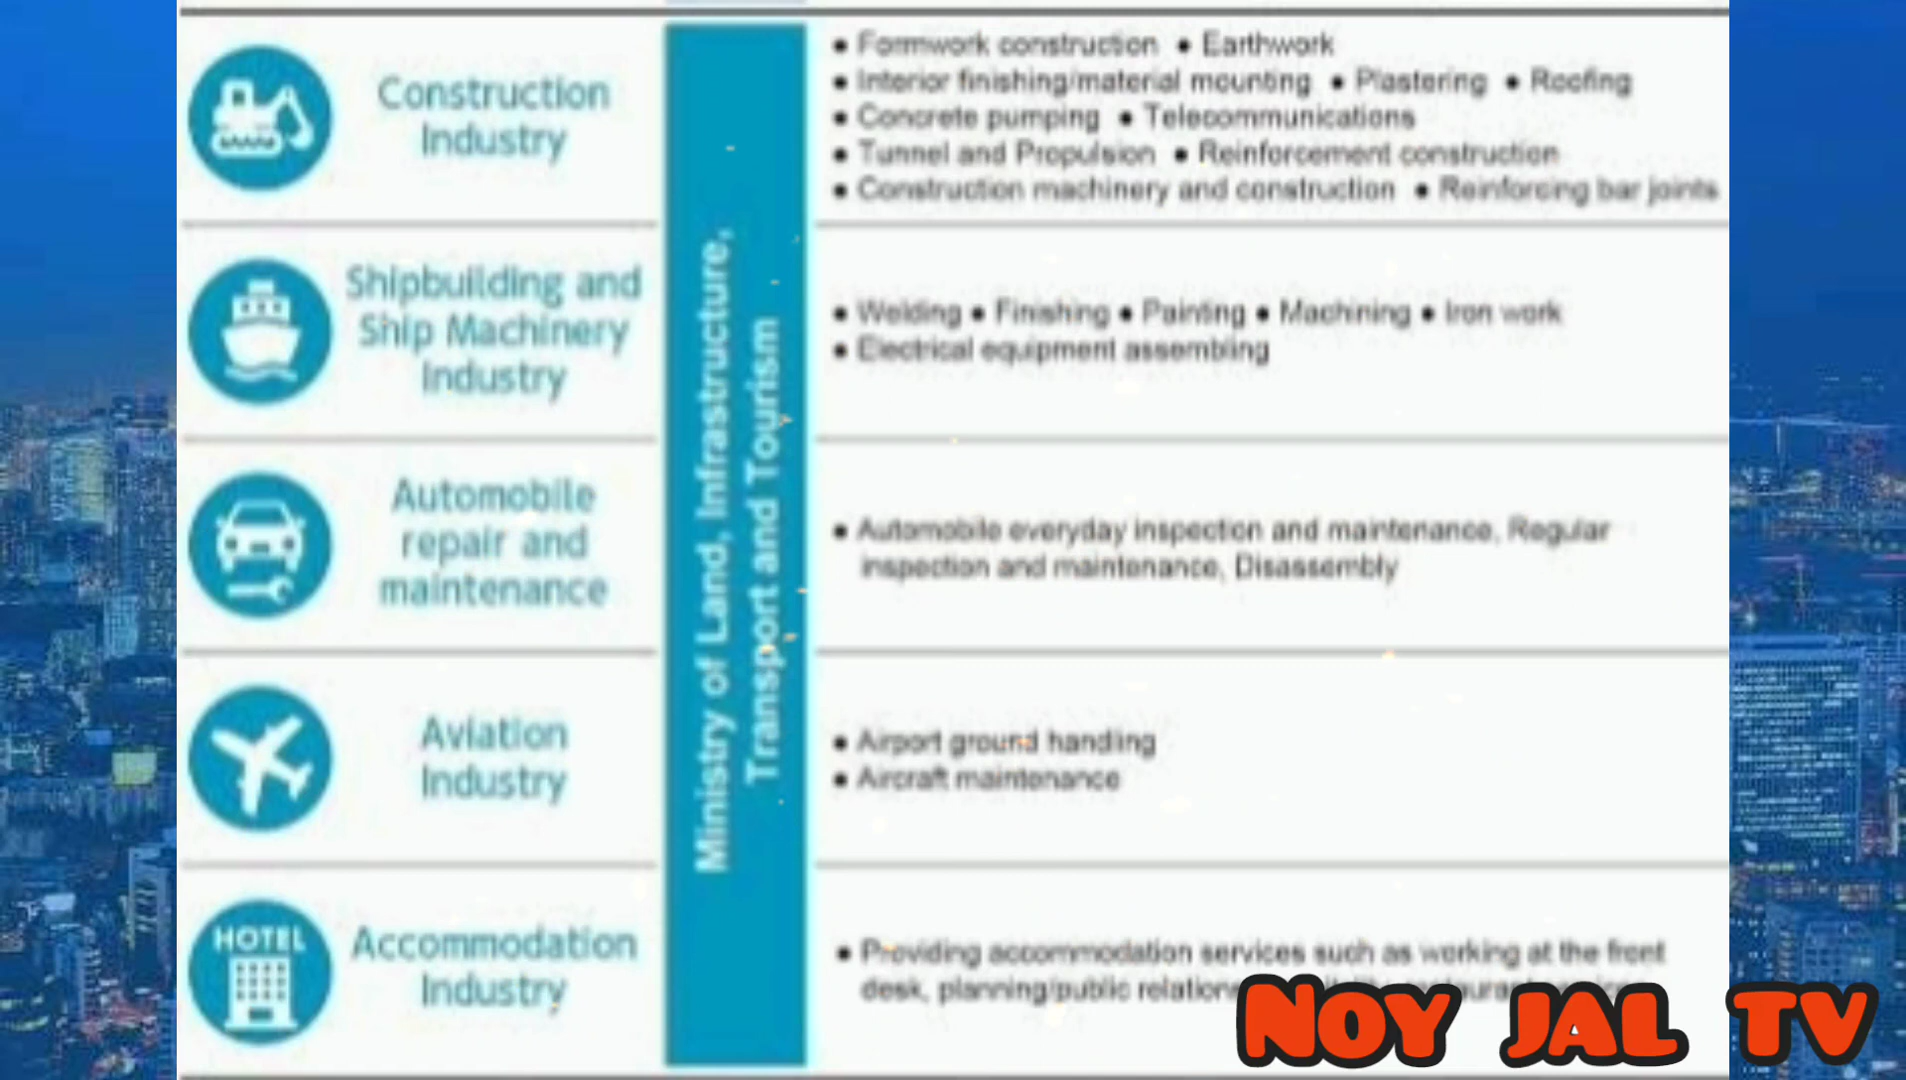 Construction
Industry
● Formwork construction ● Earthwork
● Interior finishing/material mounting ● Plastering ● Roofing
● Concrete pumping ● Telecommunications
● Tunnel and Propulsion ● Reinforcement construction
● Construction machinery and construction ● Reinforcing bar joints
Ministry of Land, Infrastructure,
Transport and Tourism
Shipbuilding and
Ship Machinery
Industry
● Welding ● Finishing ● Painting ● Machining ● Iron work
● Electrical equipment assembling
Automobile
repair and
maintenance
● Automobile everyday inspection and maintenance, Regular
inspection and maintenance, Disassembly
Aviation
Industry
● Airport ground handling
● Aircraft maintenance
HOTEL
Accommodation
Industry
● Providing accommodation services such as working at the front
desk, planning/public relations
NOY JAL TV